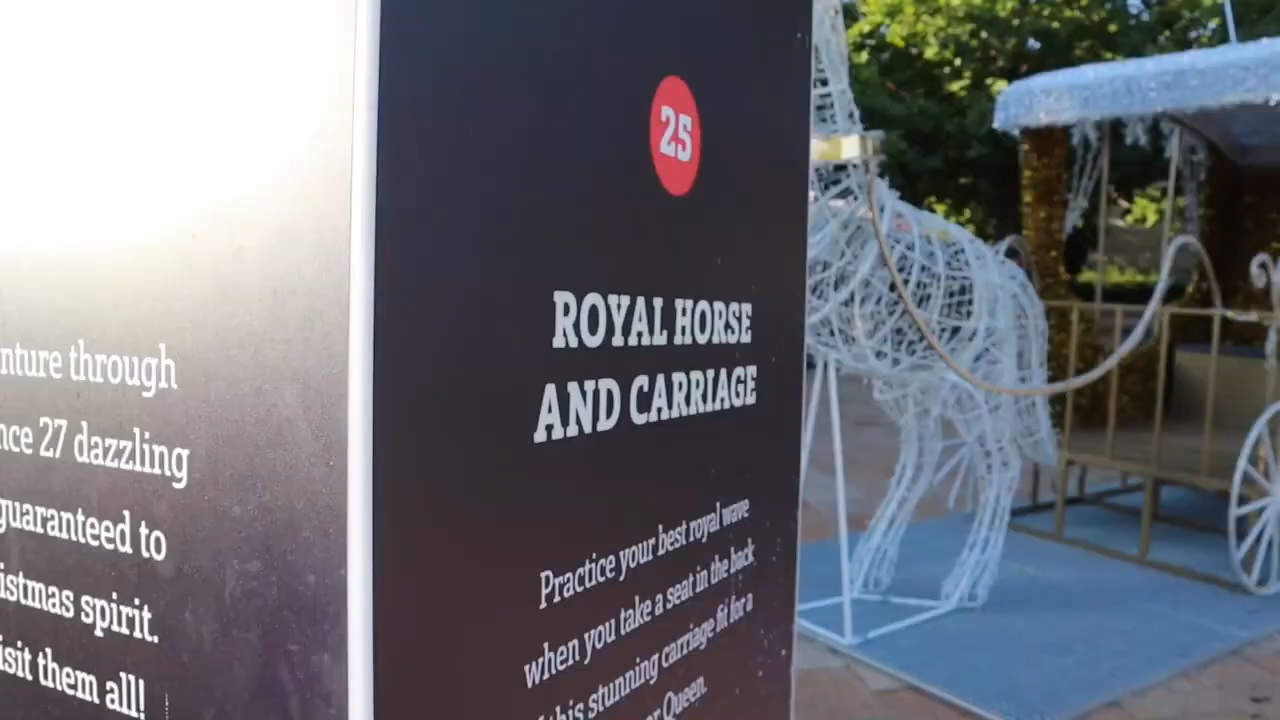 nture through
nce 27 dazzling
guaranteed to
istmas spirit.
isit them all!
25
ROYAL HORSE
AND CARRIAGE
Practice your best royal wave
when you take a seat in the back
this stunning carriage fit for a
or Queen.